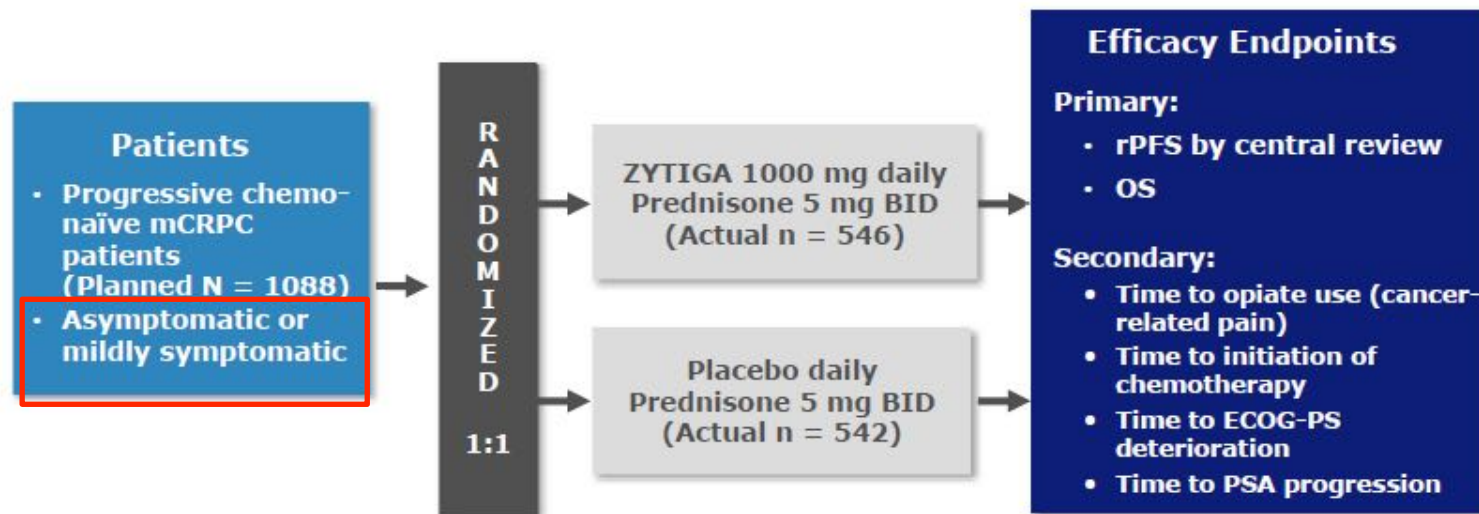 Patients
• Progressive chemo-
naïve mCRPC
patients
(Planned N = 1088)
• Asymptomatic or
mildly symptomatic
RANDOMIZED
1:1
ZYTIGA 1000 mg daily
Prednisone 5 mg BID
(Actual n = 546)
Placebo daily
Prednisone 5 mg BID
(Actual n = 542)
Efficacy Endpoints
Primary:
• rPFS by central review
• OS
Secondary:
• Time to opiate use (cancer-
related pain)
• Time to initiation of
chemotherapy
• Time to ECOG-PS
deterioration
• Time to PSA progression